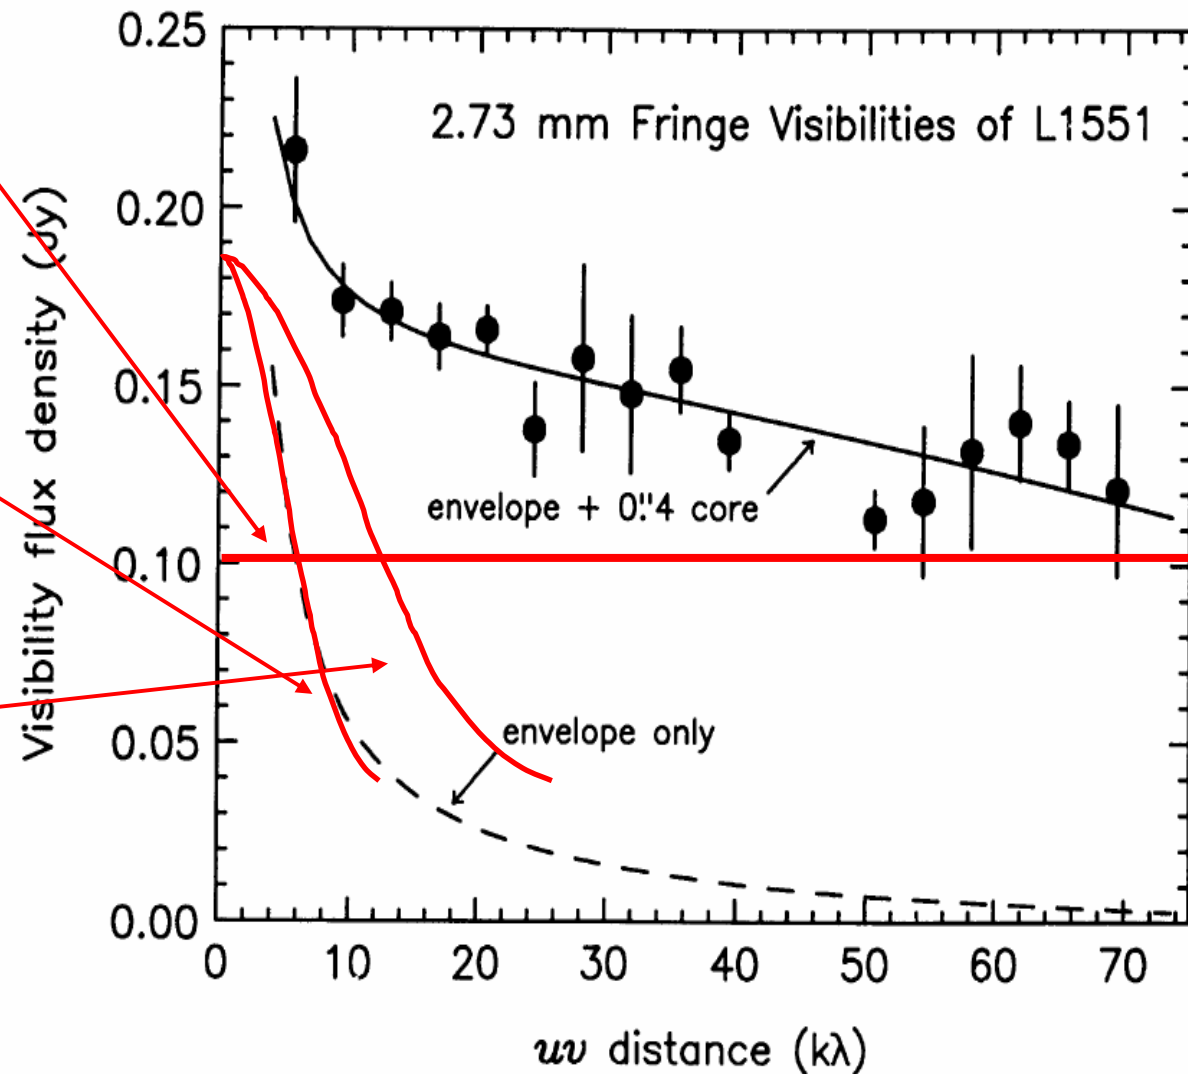 2.73 mm Fringe Visibilities of L1551
Visibility flux density (Jy)
0.25
0.20
0.15
0.10
0.05
0.00
envelope + 0."4 core
envelope only
0 10 20 30 40 50 60 70
uv distance (kλ)